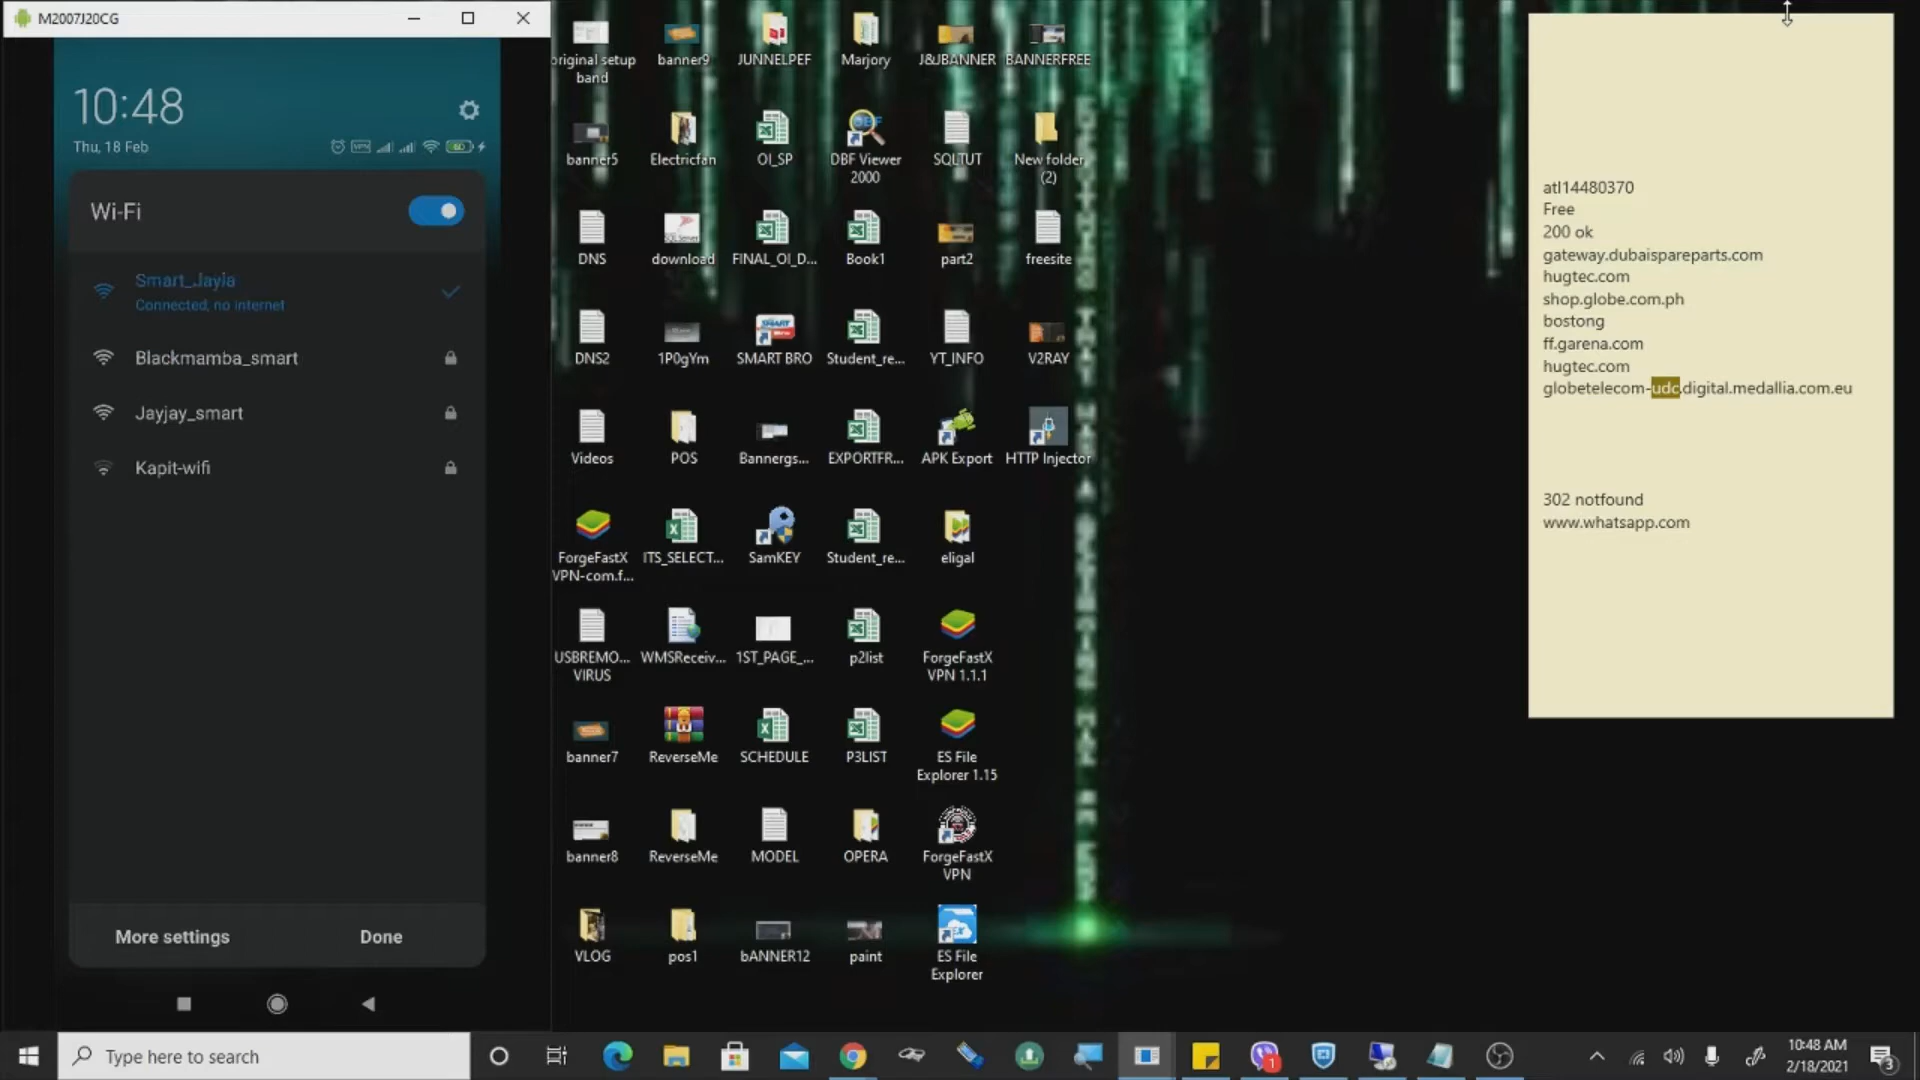 M2007J20CG
10:48
Thu, 18 Feb
Wi-Fi
Smart_Jayla
Connected, no internet
Blackmamba_smart
Jayjay_smart
Kapit-wifi
More settings
Done
original setup
band
banner9
JUNNELPEF
Marjory
J&JBANNER
BANNERFREE
banner5
Electricfan
OI_SP
DBF Viewer
2000
SQLTUT
New folder
(2)
DNS
download
FINAL_OI_D...
Book1
part2
freesite
DNS2
1P0gYm
SMART BRO
Student_re...
YT_INFO
V2RAY
Videos
POS
Bannergs...
EXPORTFR...
APK Export
HTTP Injector
ForgeFastX
VPN-com.f...
ITS_SELECT...
SamKEY
Student_re...
eligal
USBREMO...
VIRUS
WMSReceiv...
1ST_PAGE_...
p2list
ForgeFastX
VPN 1.1.1
banner7
ReverseMe
SCHEDULE
P3LIST
ES File
Explorer 1.15
banner8
ReverseMe
MODEL
OPERA
ForgeFastX
VPN
VLOG
pos1
bANNER12
paint
ES File
Explorer
atl14480370
Free
200 ok
gateway.dubaispareparts.com
hugtec.com
shop.globe.com.ph
bostong
ff.garena.com
hugtec.com
globetelecom-udc.digital.medallia.com.eu
302 notfound
www.whatsapp.com
Type here to search
1
10:48 AM
2/18/2021
3